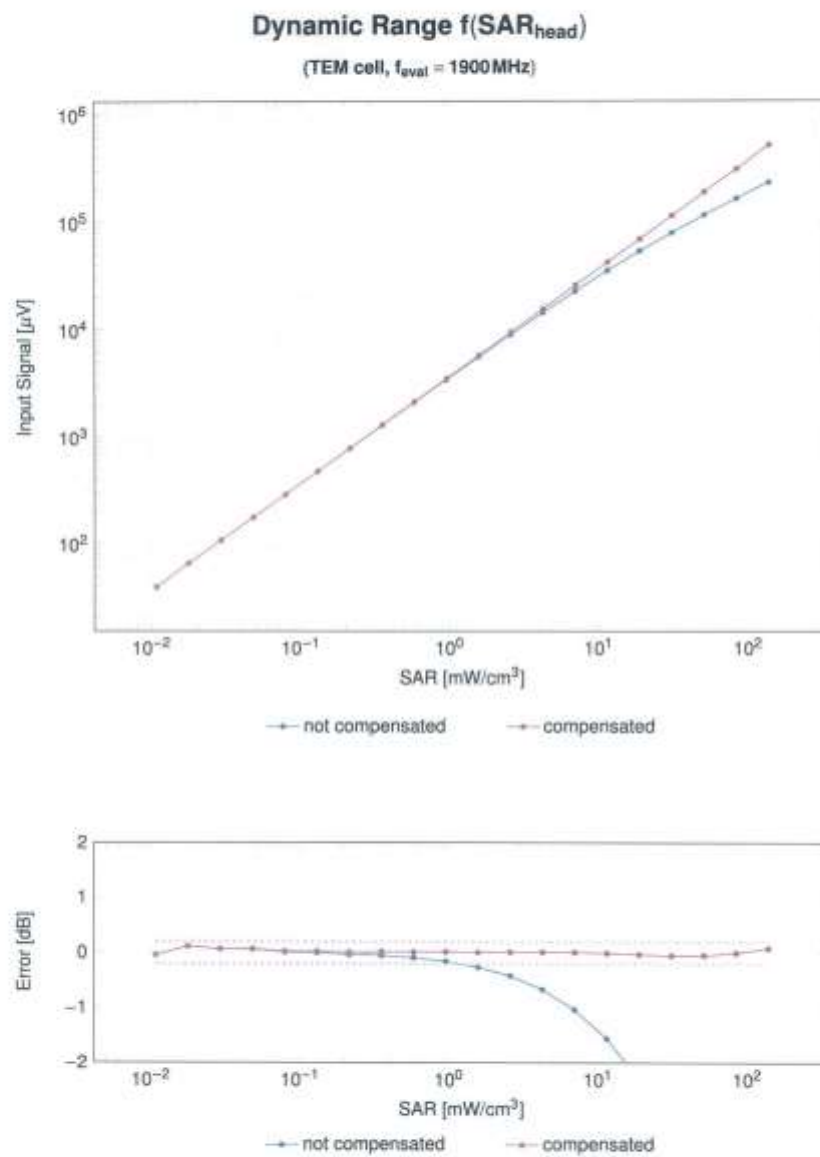 Dynamic Range f(SARhead)
(TEM cell, feval = 1900 MHz)
10⁶
10⁵
10⁴
10³
10²
Input Signal [µV]
10⁻² 10⁻¹ 10⁰ 10¹ 10²
SAR [mW/cm³]
not compensated compensated
2
1
0
−1
−2
Error [dB]
10⁻² 10⁻¹ 10⁰ 10¹ 10²
SAR [mW/cm³]
not compensated compensated